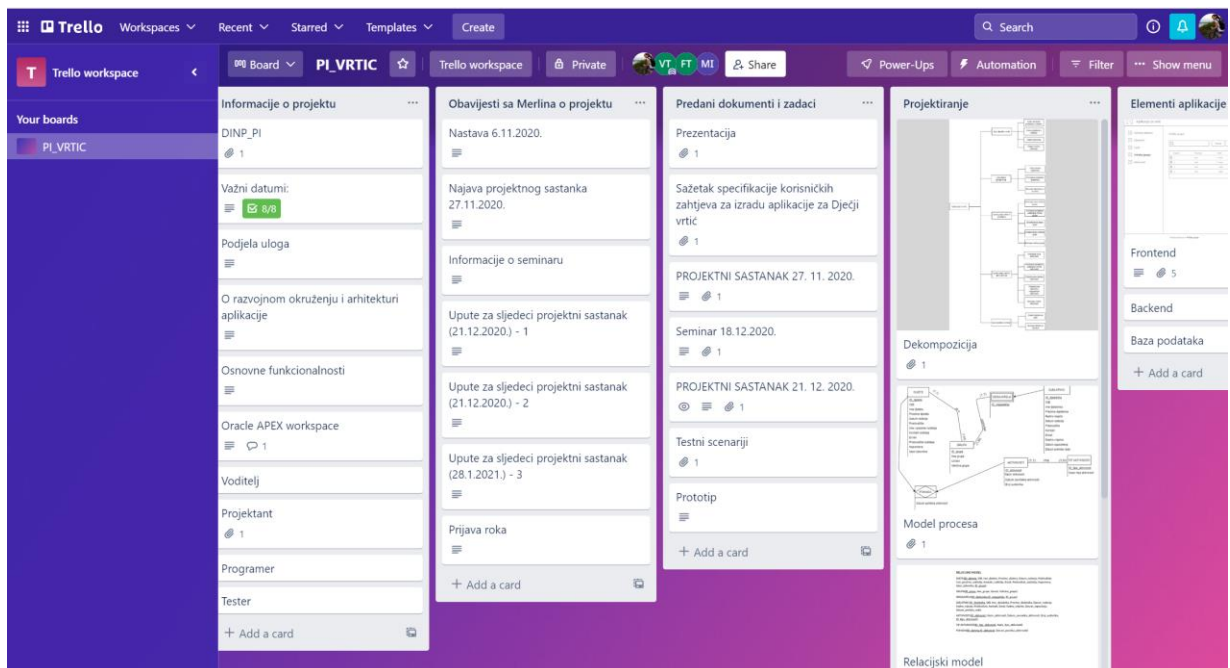 Trello
Workspaces
Recent
Starred
Templates
Create
Search
T
Trello workspace
Your boards
PI_VRTIC
Board
PI_VRTIC
Trello workspace
Private
VT
FT
MI
Share
Power-Ups
Automation
Filter
Show menu
Informacije o projektu
DINP_PI
1
Važni datumi:
8/8
Podjela uloga
O razvojnom okruženju i arhitekturi
aplikacije
Osnovne funkcionalnosti
Oracle APEX workspace
1
Voditelj
Projektant
1
Programer
Tester
+ Add a card
Obavijesti sa Merlina o projektu
Nastava 6.11.2020.
Najava projektnog sastanka
27.11.2020.
Informacije o seminaru
Upute za sljedeci projektni sastanak
(21.12.2020.) - 1
Upute za sljedeci projektni sastanak
(21.12.2020.) - 2
Upute za sljedeci projektni sastanak
(28.1.2021.) - 3
Prijava roka
+ Add a card
Predani dokumenti i zadaci
Prezentacija
1
Sažetak specifikacije korisničkih
zahtjeva za izradu aplikacije za Dječji
vrtić
1
PROJEKTNI SASTANAK 27. 11. 2020.
1
Seminar 18.12.2020.
1
PROJEKTNI SASTANAK 21. 12. 2020.
1
Testni scenariji
1
Prototip
+ Add a card
Projektiranje
Dekompozicija
1
Model procesa
1
RELACIJSKI MODEL
Relacijski model
Elementi aplikacije
Frontend
5
Backend
Baza podataka
+ Add a card